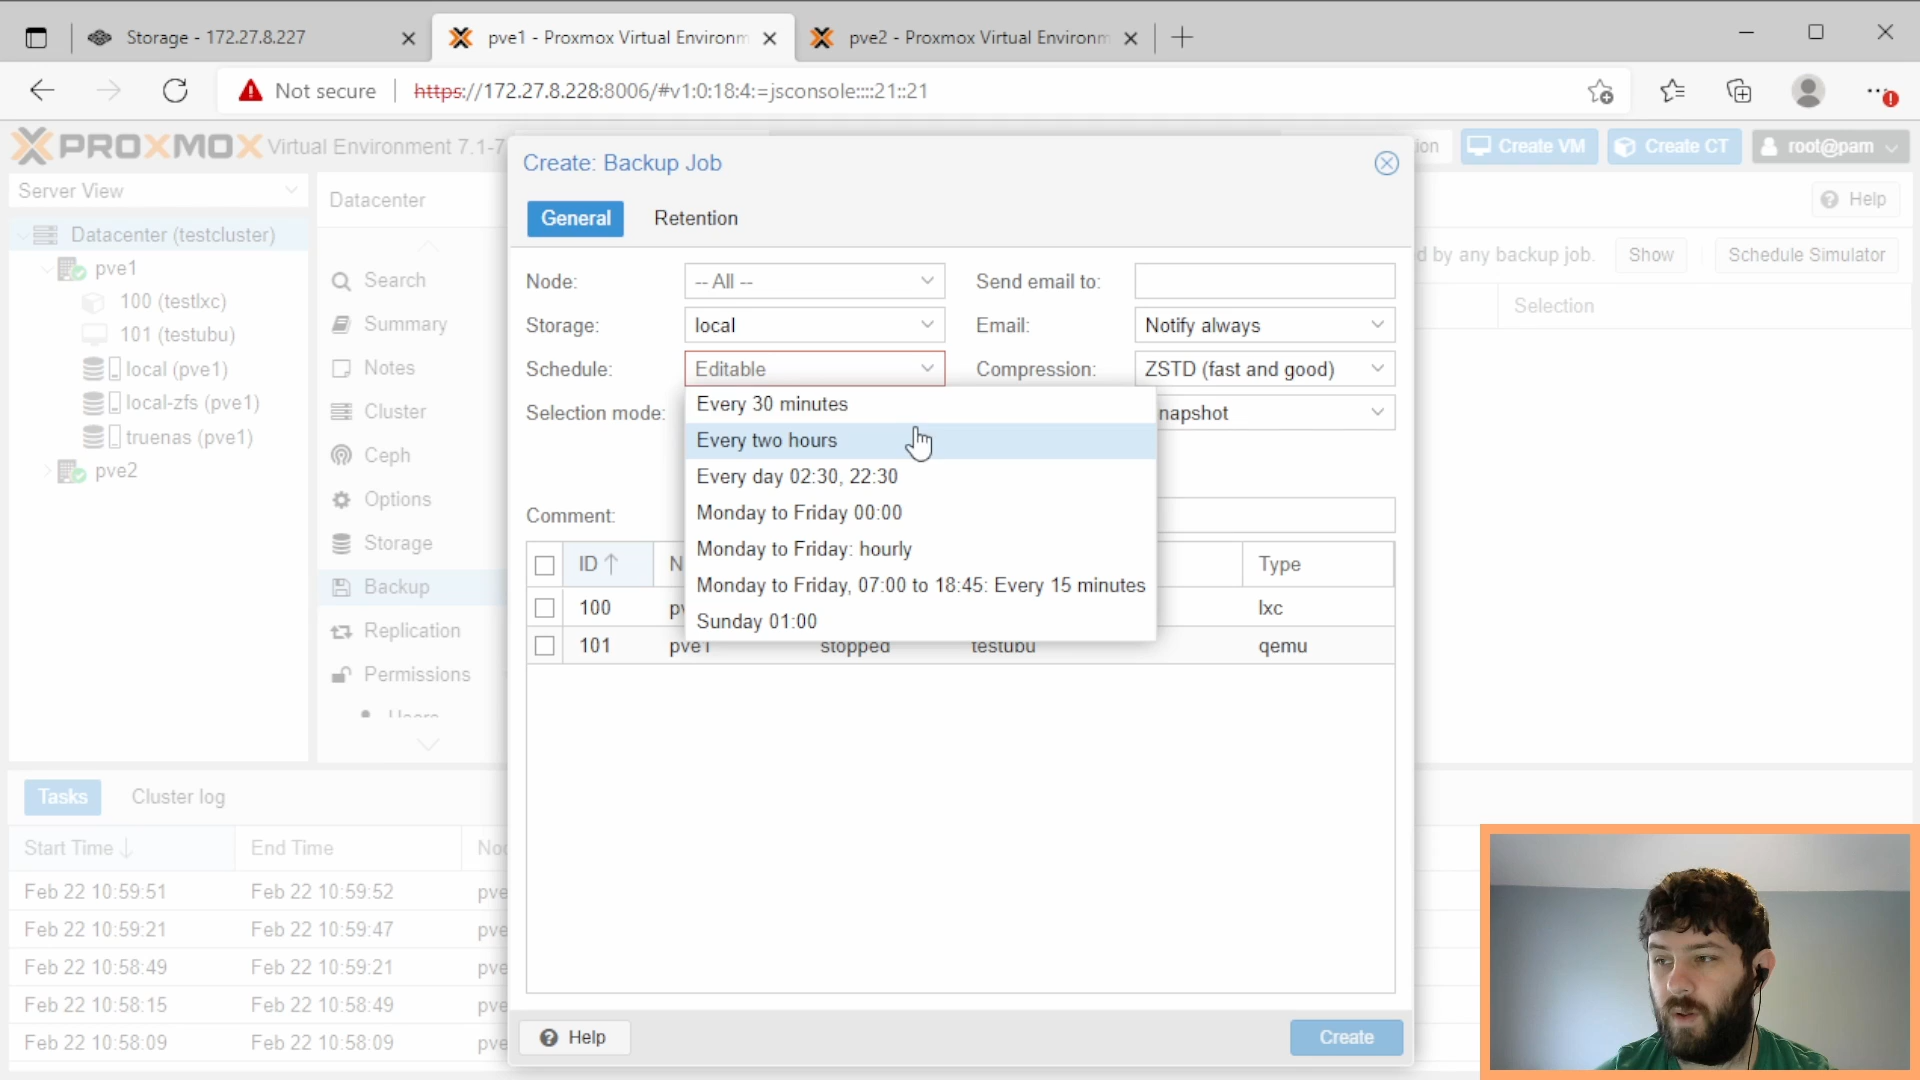 Storage - 172.27.8.227
pve1 - Proxmox Virtual Environm
pve2 - Proxmox Virtual Environm
Not secure
https://172.27.8.228:8006/#v1:0:18:4:=jsconsole::::21::21
PROXMOX Virtual Environment 7.1-7
Create VM
Create CT
root@pam
Server View
Datacenter
Help
Datacenter (testcluster)
pve1
100 (testlxc)
101 (testubu)
local (pve1)
local-zfs (pve1)
truenas (pve1)
pve2
Search
Summary
Notes
Cluster
Ceph
Options
Storage
Backup
Replication
Permissions
Users
d by any backup job.
Show
Schedule Simulator
Selection
Create: Backup Job
General
Retention
Node:
-- All --
Send email to:
Storage:
local
Email:
Notify always
Schedule:
Editable
Compression:
ZSTD (fast and good)
Selection mode:
napshot
Every 30 minutes
Every two hours
Every day 02:30, 22:30
Monday to Friday 00:00
Monday to Friday: hourly
Monday to Friday, 07:00 to 18:45: Every 15 minutes
Sunday 01:00
Comment:
ID
N
Type
100
pv
lxc
101
pve1
stopped
testubu
qemu
Help
Create
Tasks
Cluster log
Start Time
End Time
Noo
Feb 22 10:59:51
Feb 22 10:59:52
pve
Feb 22 10:59:21
Feb 22 10:59:47
pve
Feb 22 10:58:49
Feb 22 10:59:21
pve
Feb 22 10:58:15
Feb 22 10:58:49
pve
Feb 22 10:58:09
Feb 22 10:58:09
pve